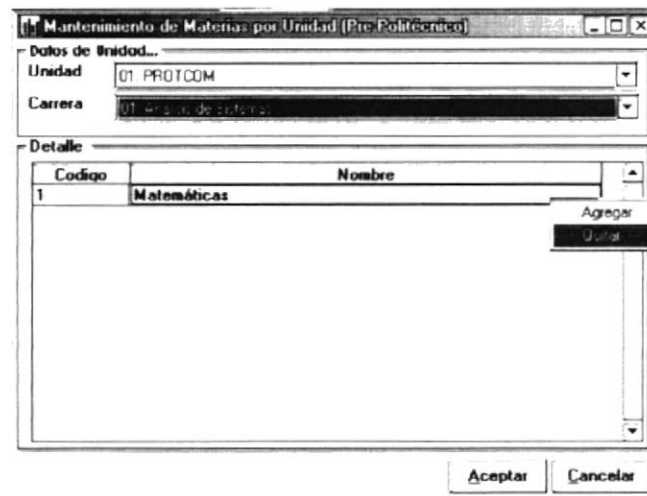 Mantenimiento de Materias por Unidad (Pre-Politécnico)
Datos de Unidad...
Unidad
01. PROTCOM
Carrera
01. Análisis de sistemas
Detalle
Codigo Nombre
1 Matemáticas
Agregar
Quitar
Aceptar Cancelar